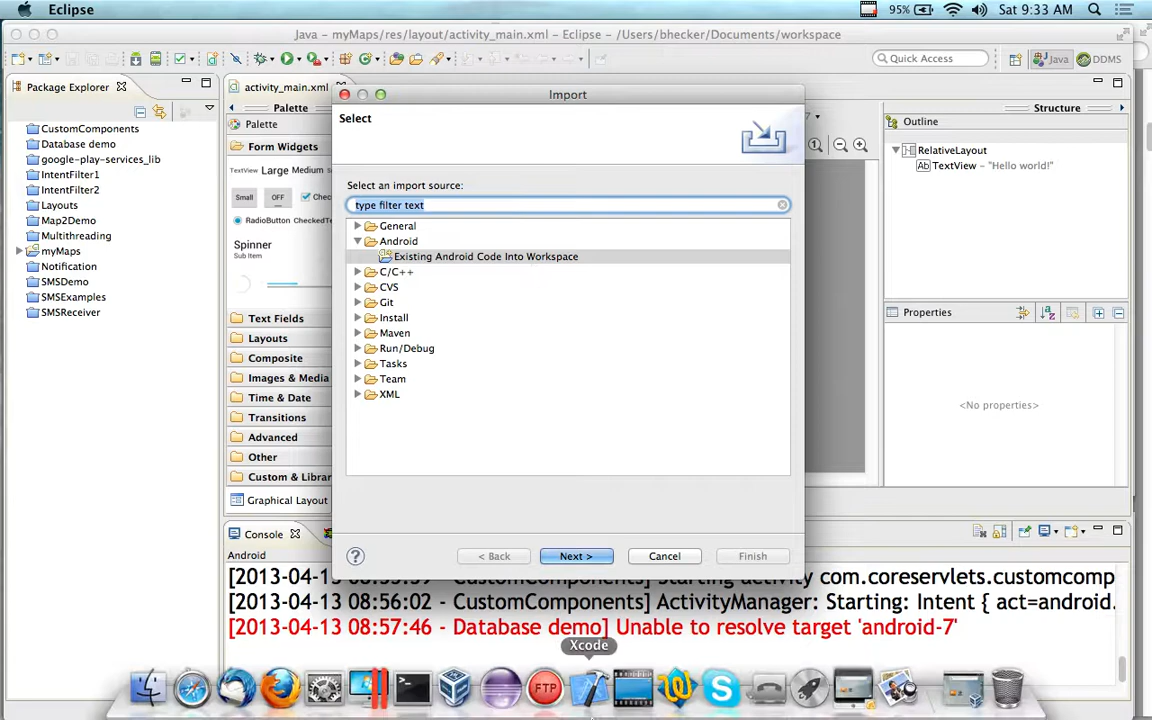 Eclipse
95%
Sat 9:33 AM
Java – myMaps/res/layout/activity_main.xml – Eclipse – /Users/bhecker/Documents/workspace
Quick Access
Java
DDMS
Package Explorer
CustomComponents
Database demo
google-play-services_lib
IntentFilter1
IntentFilter2
Layouts
Map2Demo
Multithreading
myMaps
Notification
SMSDemo
SMSExamples
SMSReceiver
activity_main.xml
Palette
Palette
Form Widgets
TextView Large Medium
Small OFF
RadioButton
Spinner
Sub Item
Text Fields
Layouts
Composite
Images & Media
Time & Date
Transitions
Advanced
Other
Graphical Layout
Import
Select
Select an import source:
type filter text
General
Android
Existing Android Code Into Workspace
C/C++
CVS
Git
Install
Maven
Run/Debug
Tasks
Team
XML
< Back
Next >
Cancel
Finish
Structure
Outline
RelativeLayout
Ab TextView – "Hello world!"
Properties
<No properties>
Console
Android
[2013-04-13 08:56:02 - CustomComponents] ActivityManager: Starting: Intent { act=android.
[2013-04-13 08:57:46 - Database demo] Unable to resolve target 'android-7'
Xcode
FTP